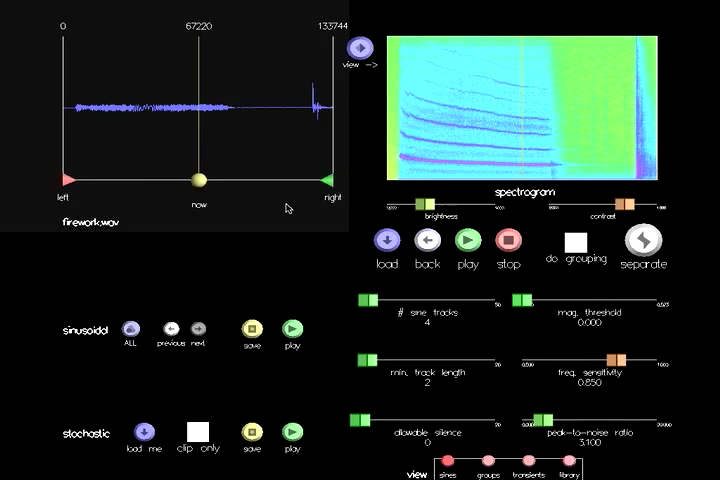 0 67220 133744
view ->
left now right
firework.wav
spectrogram
brightness contrast
load back play stop do grouping separate
# sine tracks
4
50
mag. threshold
0.000
min. track length
2
20
freq. sensitivity
0.850
allowable silence
0
20
peak-to-noise ratio
3.100
sinusoidal
ALL previous next save play
stochastic
load me clip only save play
view sines groups transients library